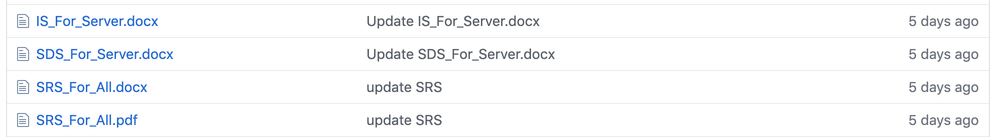 IS_For_Server.docx Update IS_For_Server.docx 5 days ago
SDS_For_Server.docx Update SDS_For_Server.docx 5 days ago
SRS_For_All.docx update SRS 5 days ago
SRS_For_All.pdf update SRS 5 days ago